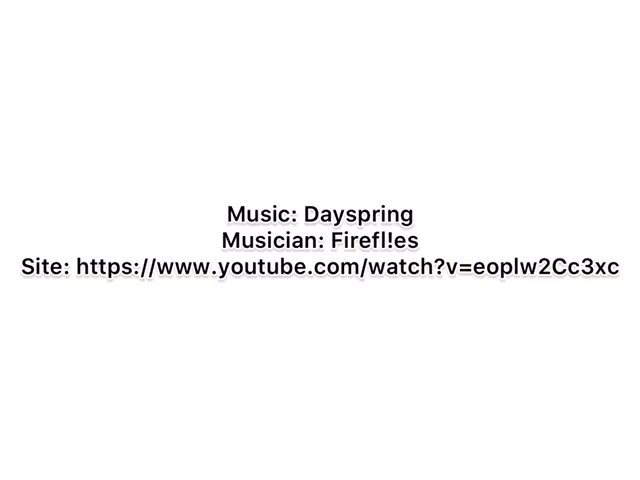 Music: Dayspring
Musician: Firefl!es
Site: https://www.youtube.com/watch?v=eoplw2Cc3xc